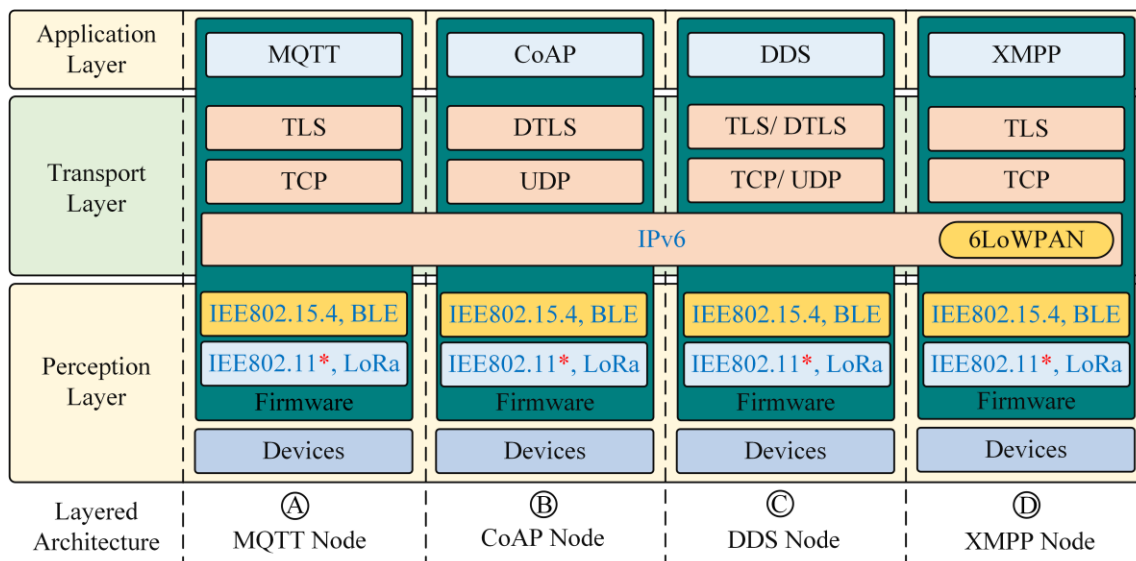 Application
Layer
MQTT
CoAP
DDS
XMPP
Transport
Layer
TLS
DTLS
TLS/ DTLS
TLS
TCP
UDP
TCP/ UDP
TCP
IPv6
6LoWPAN
Perception
Layer
IEE802.15.4, BLE
IEE802.15.4, BLE
IEE802.15.4, BLE
IEE802.15.4, BLE
IEE802.11*, LoRa
IEE802.11*, LoRa
IEE802.11*, LoRa
IEE802.11*, LoRa
Firmware
Firmware
Firmware
Firmware
Devices
Devices
Devices
Devices
Layered
Architecture
Ⓐ
MQTT Node
Ⓑ
CoAP Node
Ⓒ
DDS Node
Ⓓ
XMPP Node